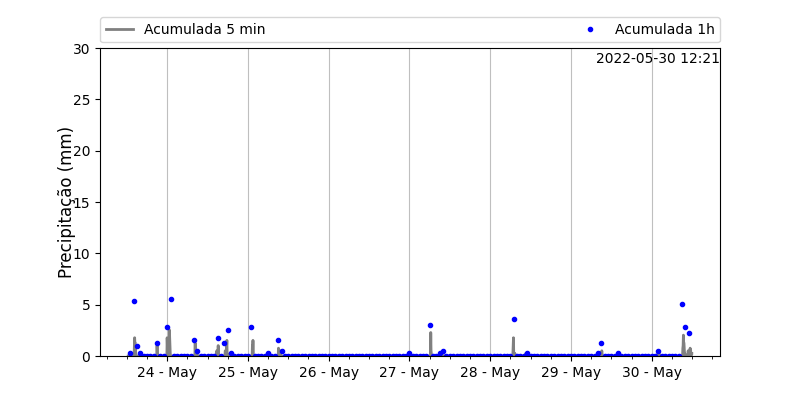 Acumulada 5 min
Acumulada 1h
2022-05-30 12:21
Precipitação (mm)
30
25
20
15
10
5
0
24 - May
25 - May
26 - May
27 - May
28 - May
29 - May
30 - May